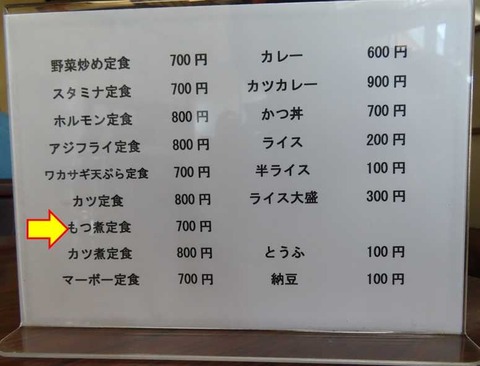 野菜炒め定食 700円
スタミナ定食 700円
ホルモン定食 800円
アジフライ定食 800円
ワカサギ天ぷら定食 700円
カツ定食 800円
もつ煮定食 700円
カツ煮定食 800円
マーボー定食 700円
カレー 600円
カツカレー 900円
かつ丼 700円
ライス 200円
半ライス 100円
ライス大盛 300円
とうふ 100円
納豆 100円